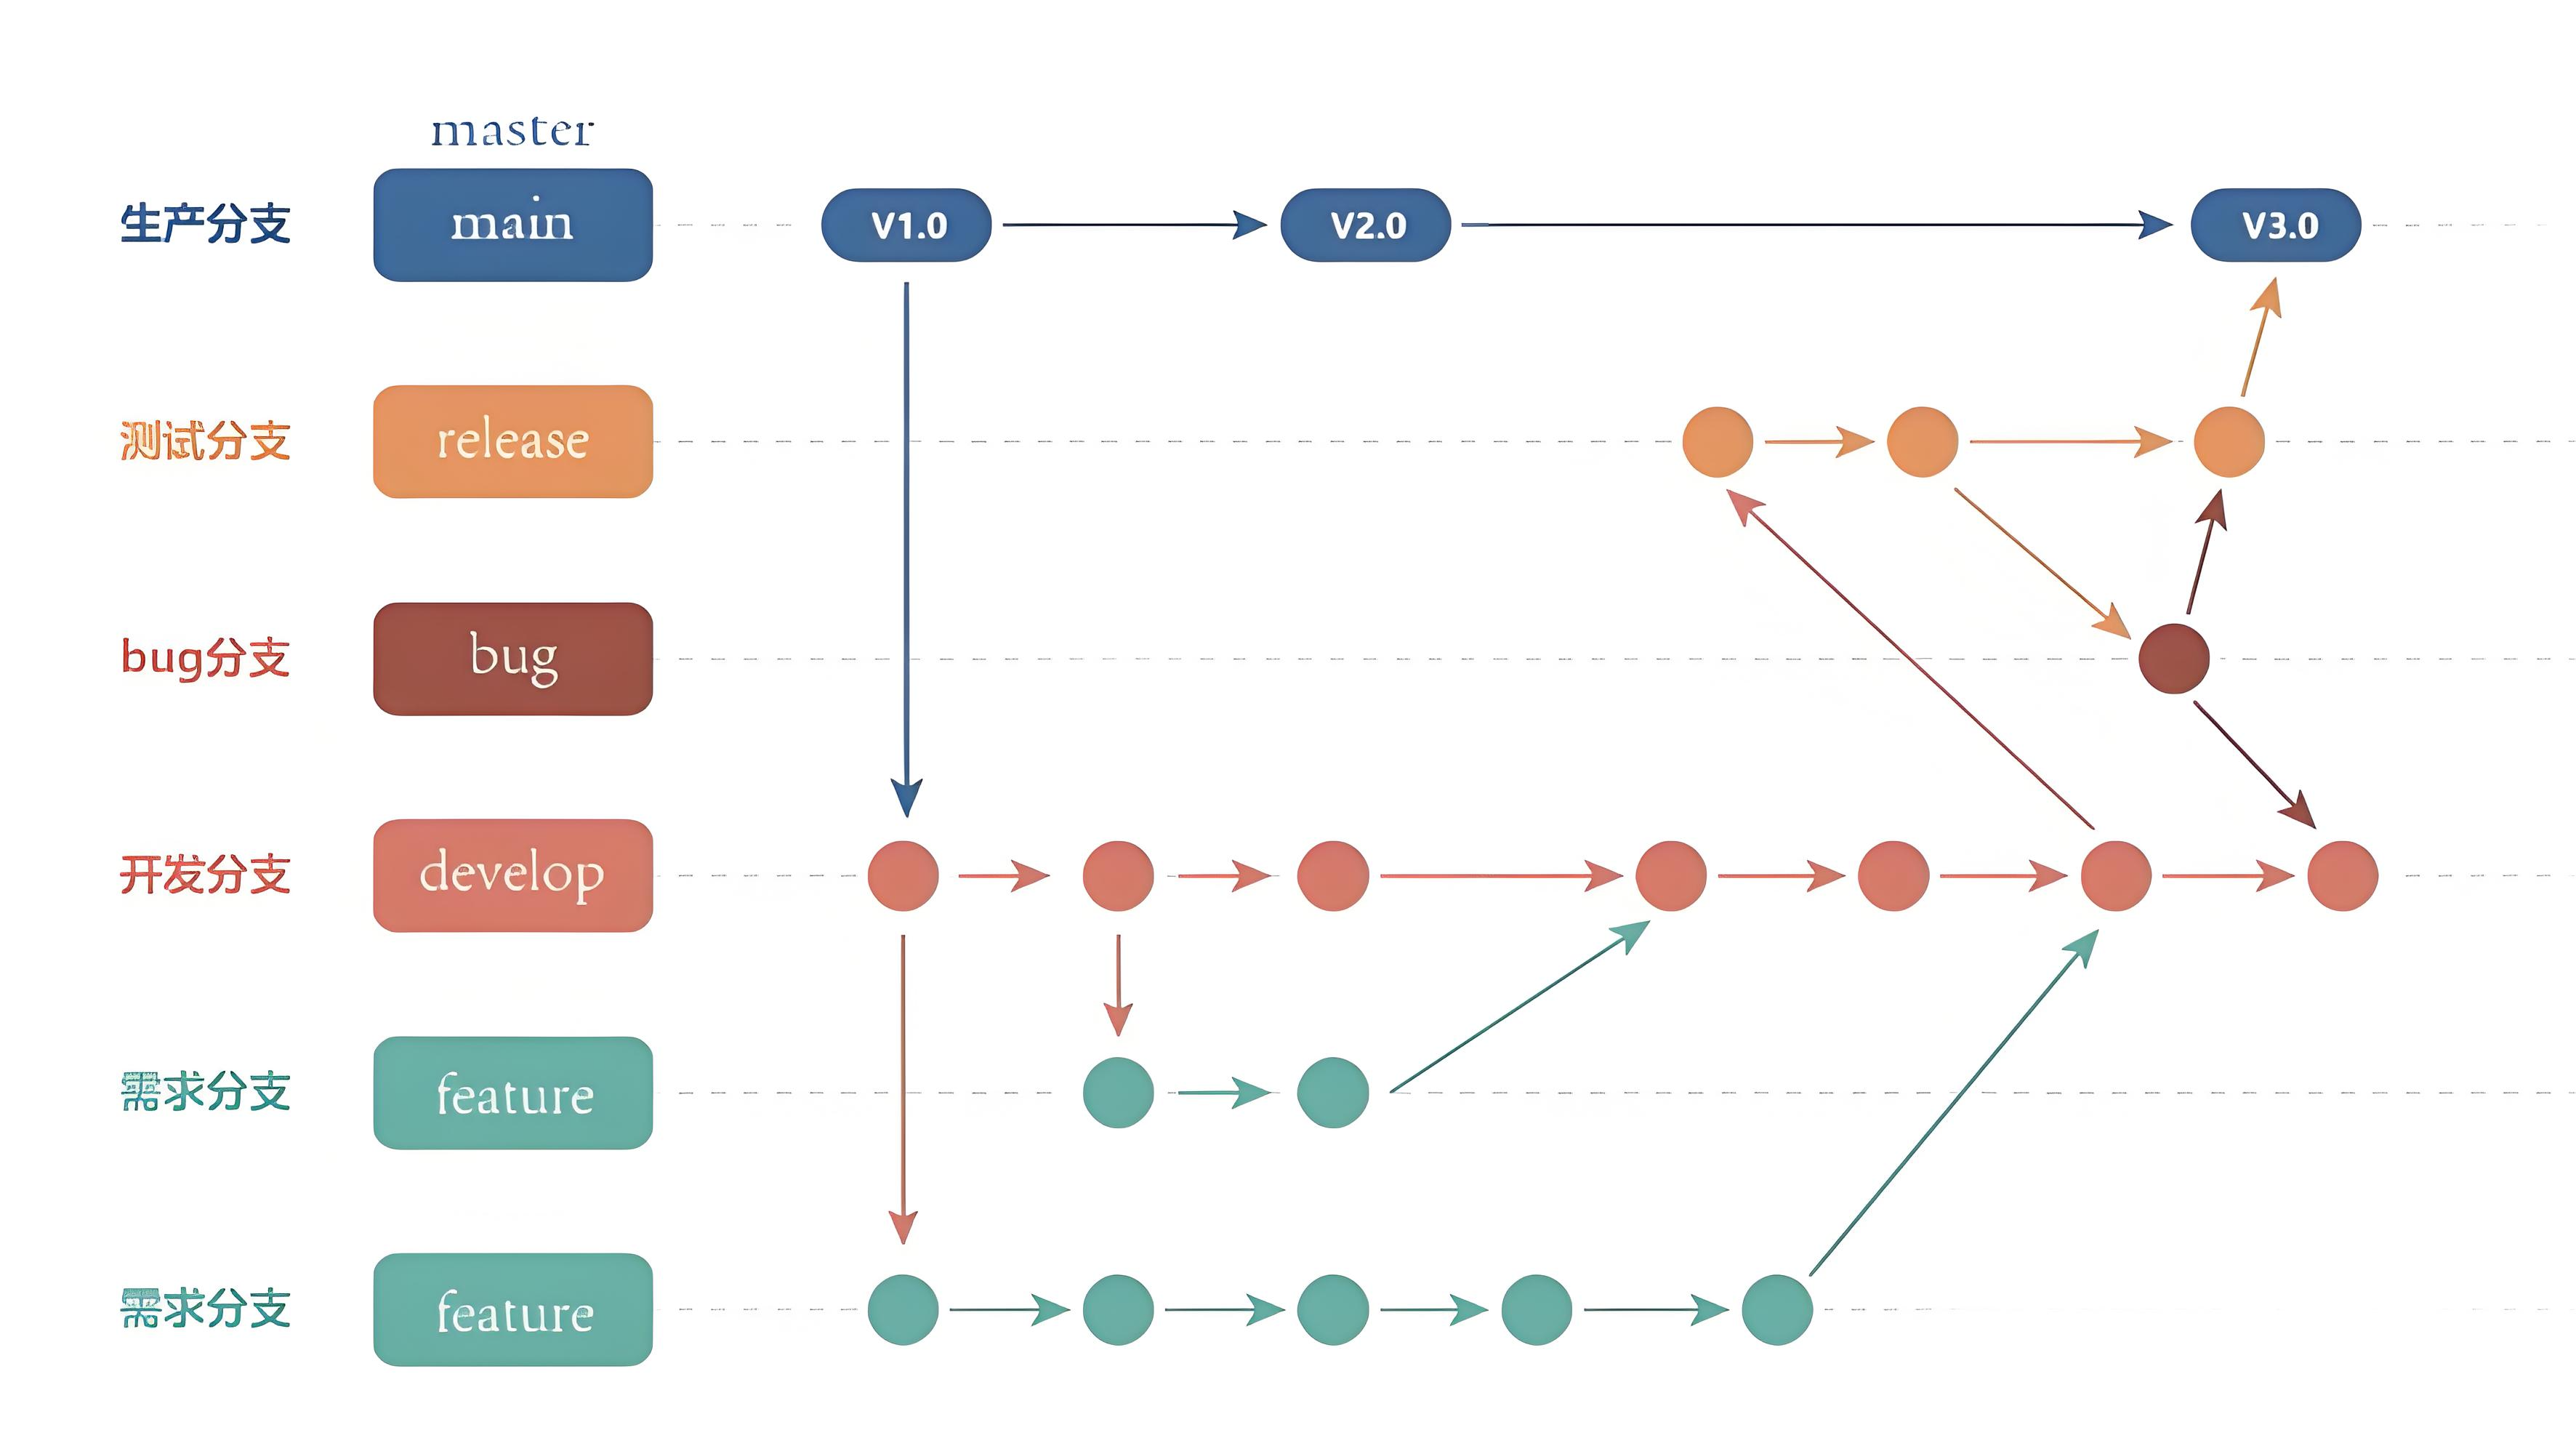 master
生产分支 main V1.0 V2.0 V3.0
测试分支 release
bug分支 bug
开发分支 develop
需求分支 feature
需求分支 feature